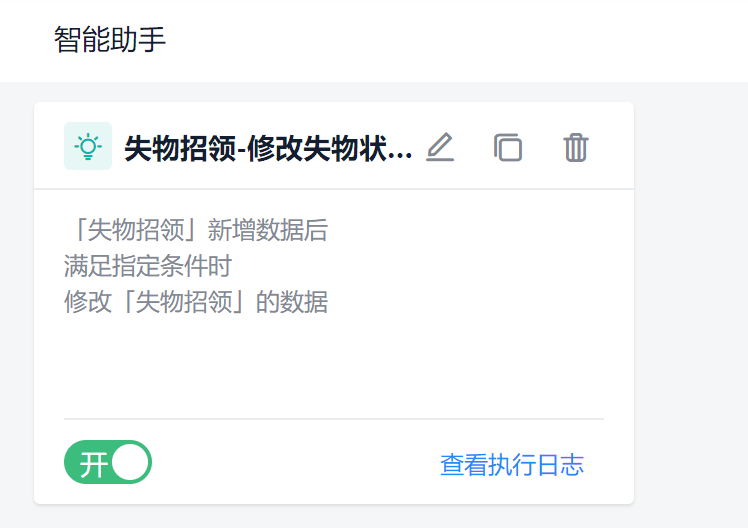 智能助手
失物招领-修改失物状...
「失物招领」新增数据后
满足指定条件时
修改「失物招领」的数据
开
查看执行日志